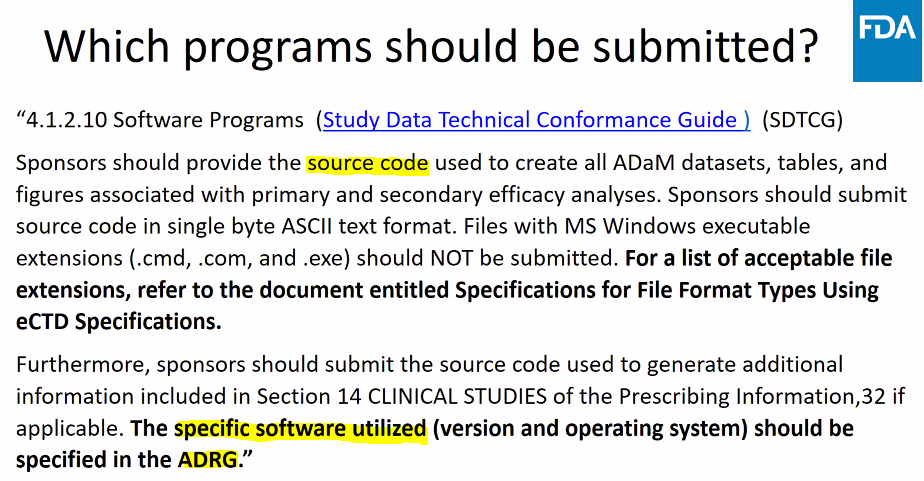 Which programs should be submitted?
FDA
“4.1.2.10 Software Programs (Study Data Technical Conformance Guide ) (SDTCG)
Sponsors should provide the source code used to create all ADaM datasets, tables, and
figures associated with primary and secondary efficacy analyses. Sponsors should submit
source code in single byte ASCII text format. Files with MS Windows executable
extensions (.cmd, .com, and .exe) should NOT be submitted. For a list of acceptable file
extensions, refer to the document entitled Specifications for File Format Types Using
eCTD Specifications.
Furthermore, sponsors should submit the source code used to generate additional
information included in Section 14 CLINICAL STUDIES of the Prescribing Information,32 if
applicable. The specific software utilized (version and operating system) should be
specified in the ADRG.”